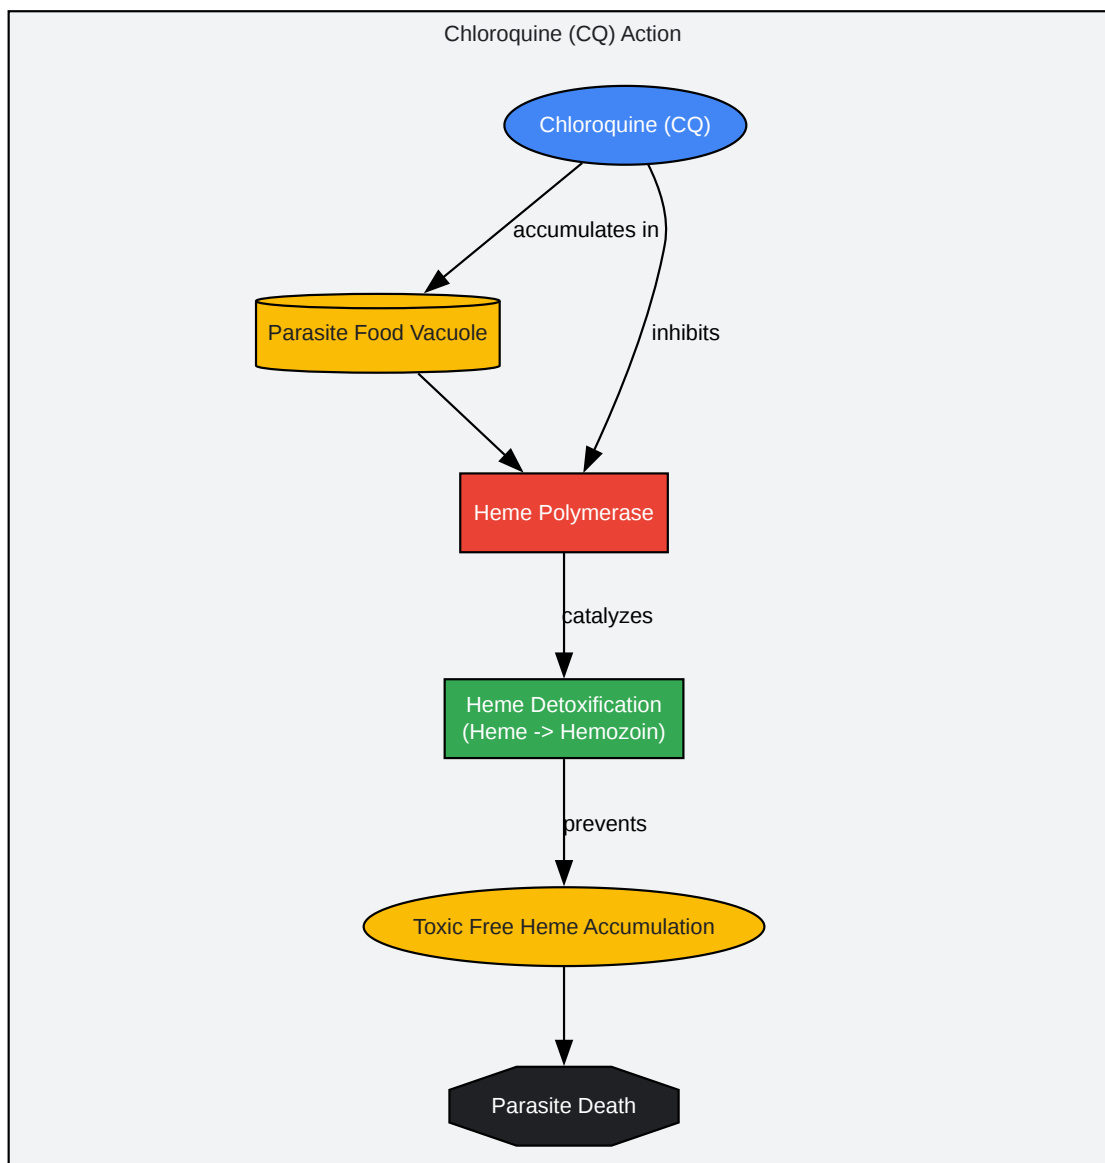 Chloroquine (CQ) Action
Chloroquine (CQ)
accumulates in
Parasite Food Vacuole
inhibits
Heme Polymerase
catalyzes
Heme Detoxification
(Heme -> Hemozoin)
prevents
Toxic Free Heme Accumulation
Parasite Death